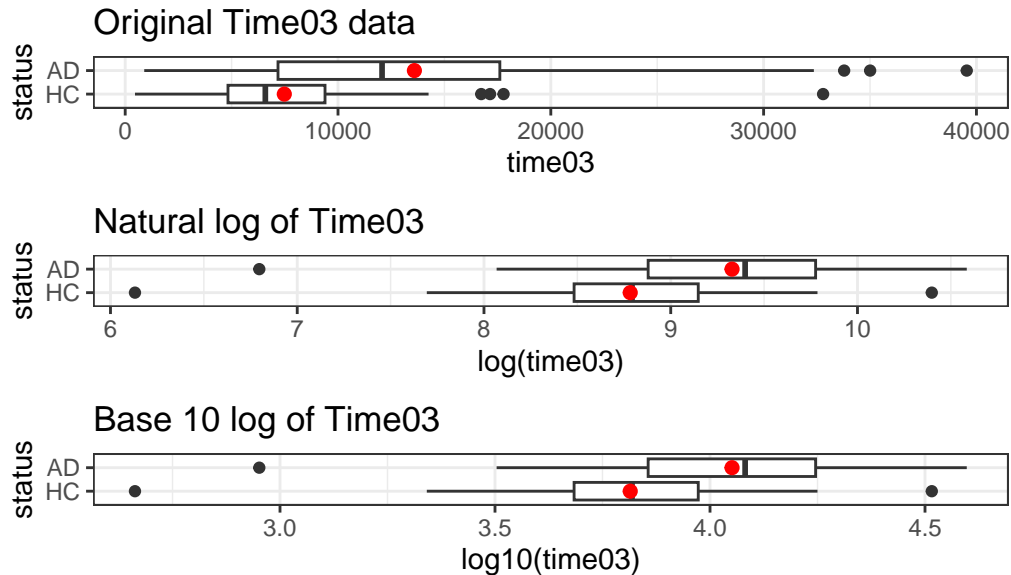 Original Time03 data
status
AD
HC
0 10000 20000 30000 40000
time03
Natural log of Time03
status
AD
HC
6 7 8 9 10
log(time03)
Base 10 log of Time03
status
AD
HC
3.0 3.5 4.0 4.5
log10(time03)